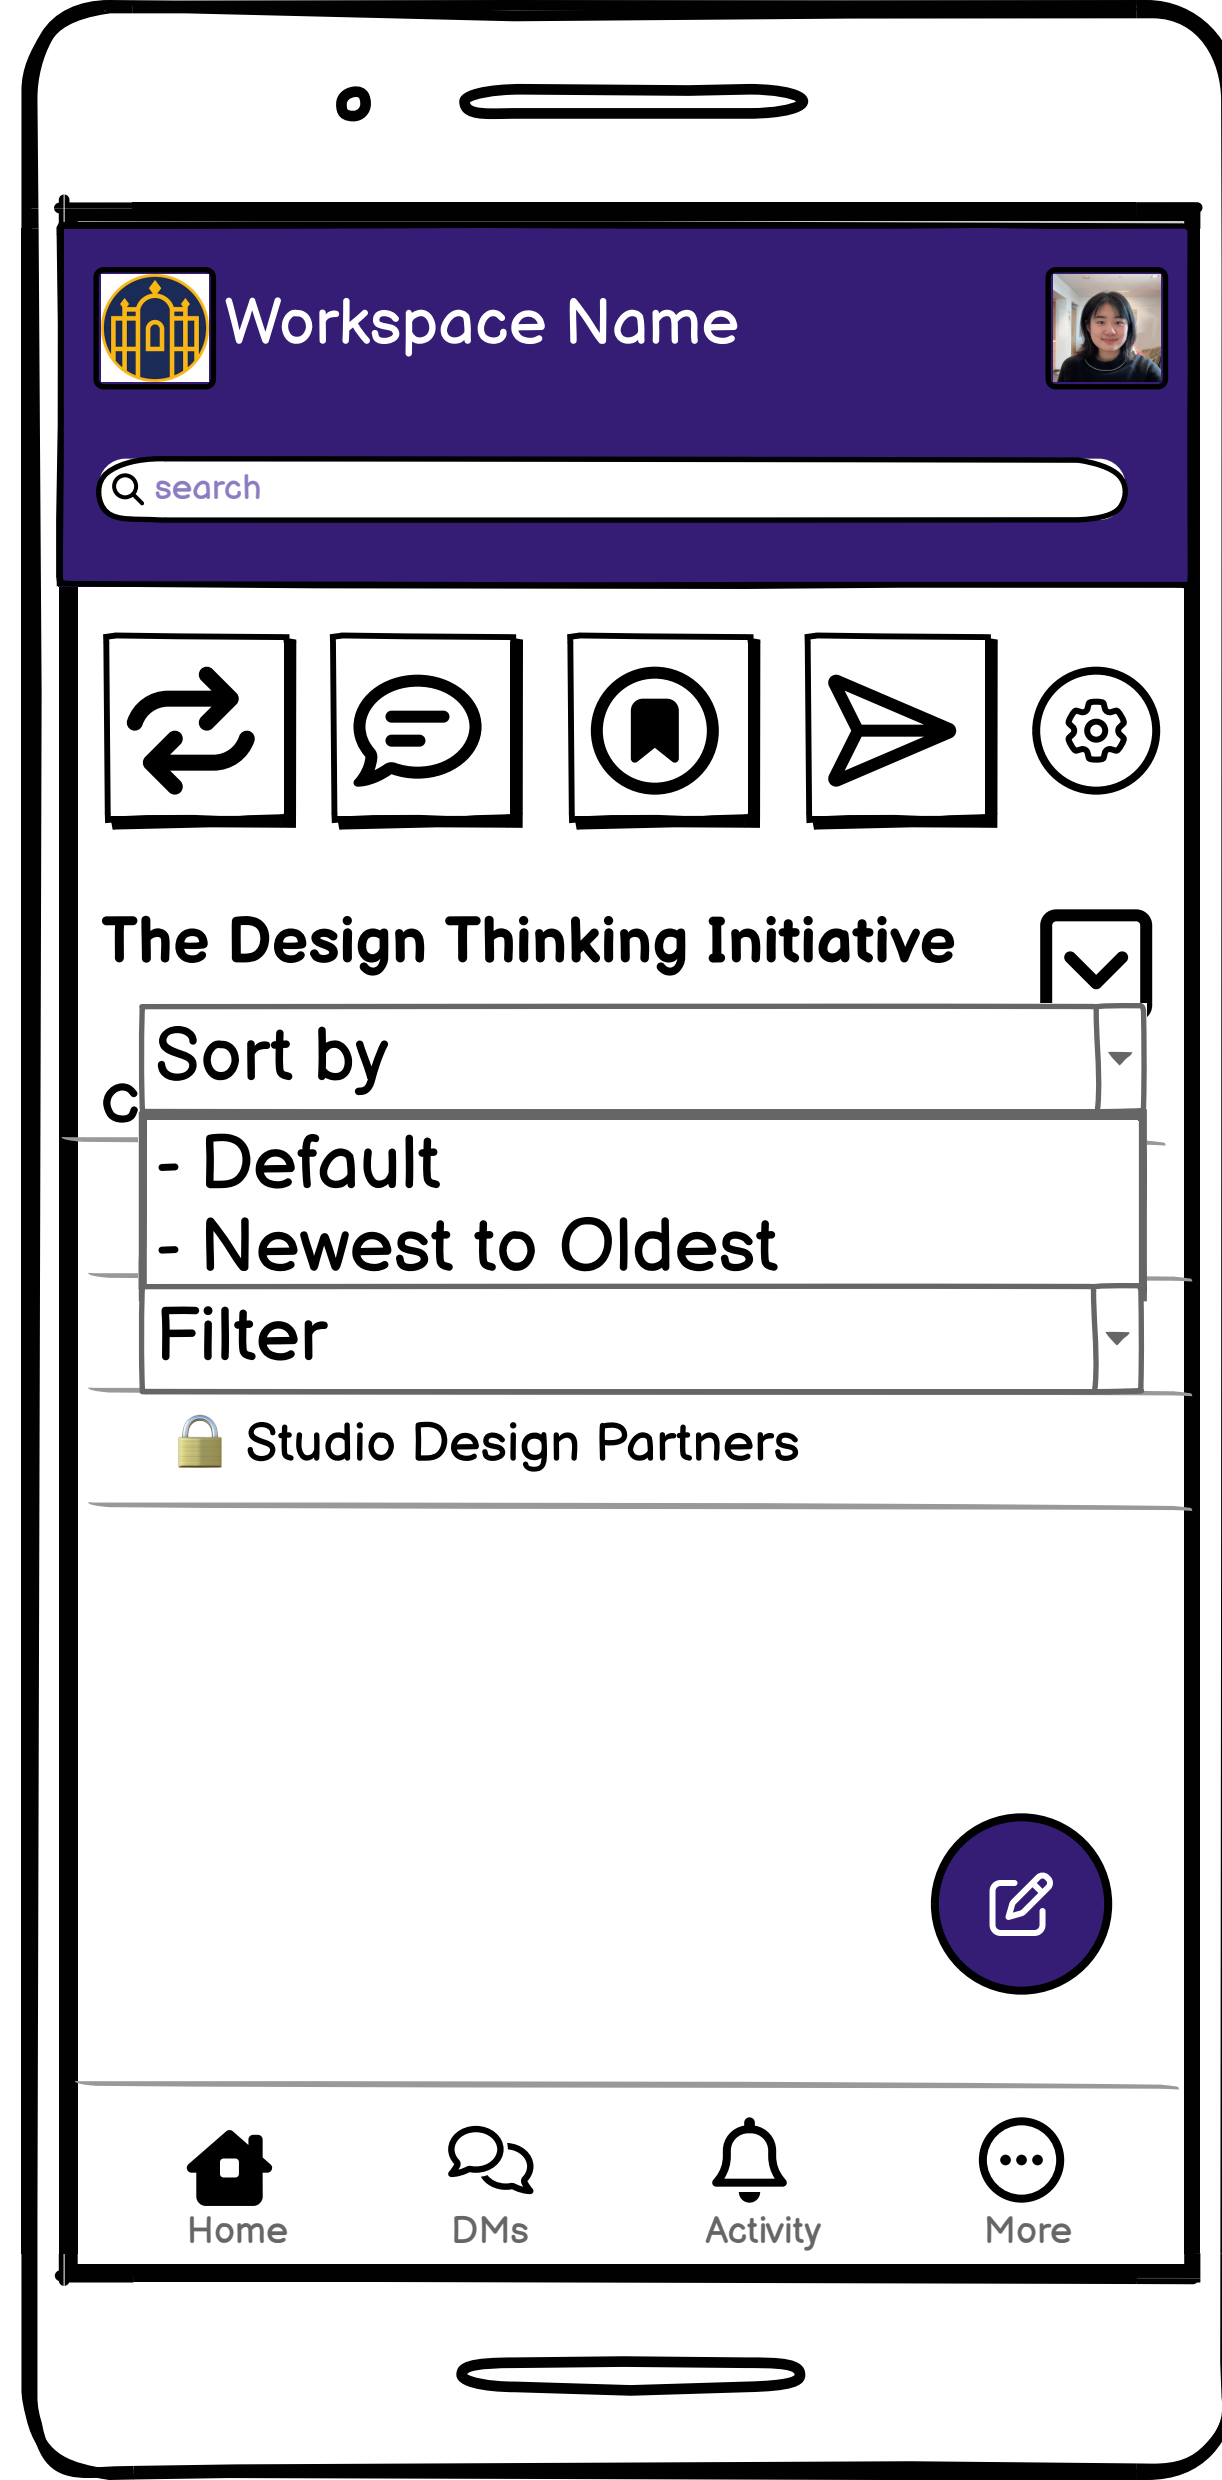 Workspace Name
search
The Design Thinking Initiative
Sort by
c
- Default
- Newest to Oldest
Filter
Studio Design Partners
Home
DMs
Activity
More